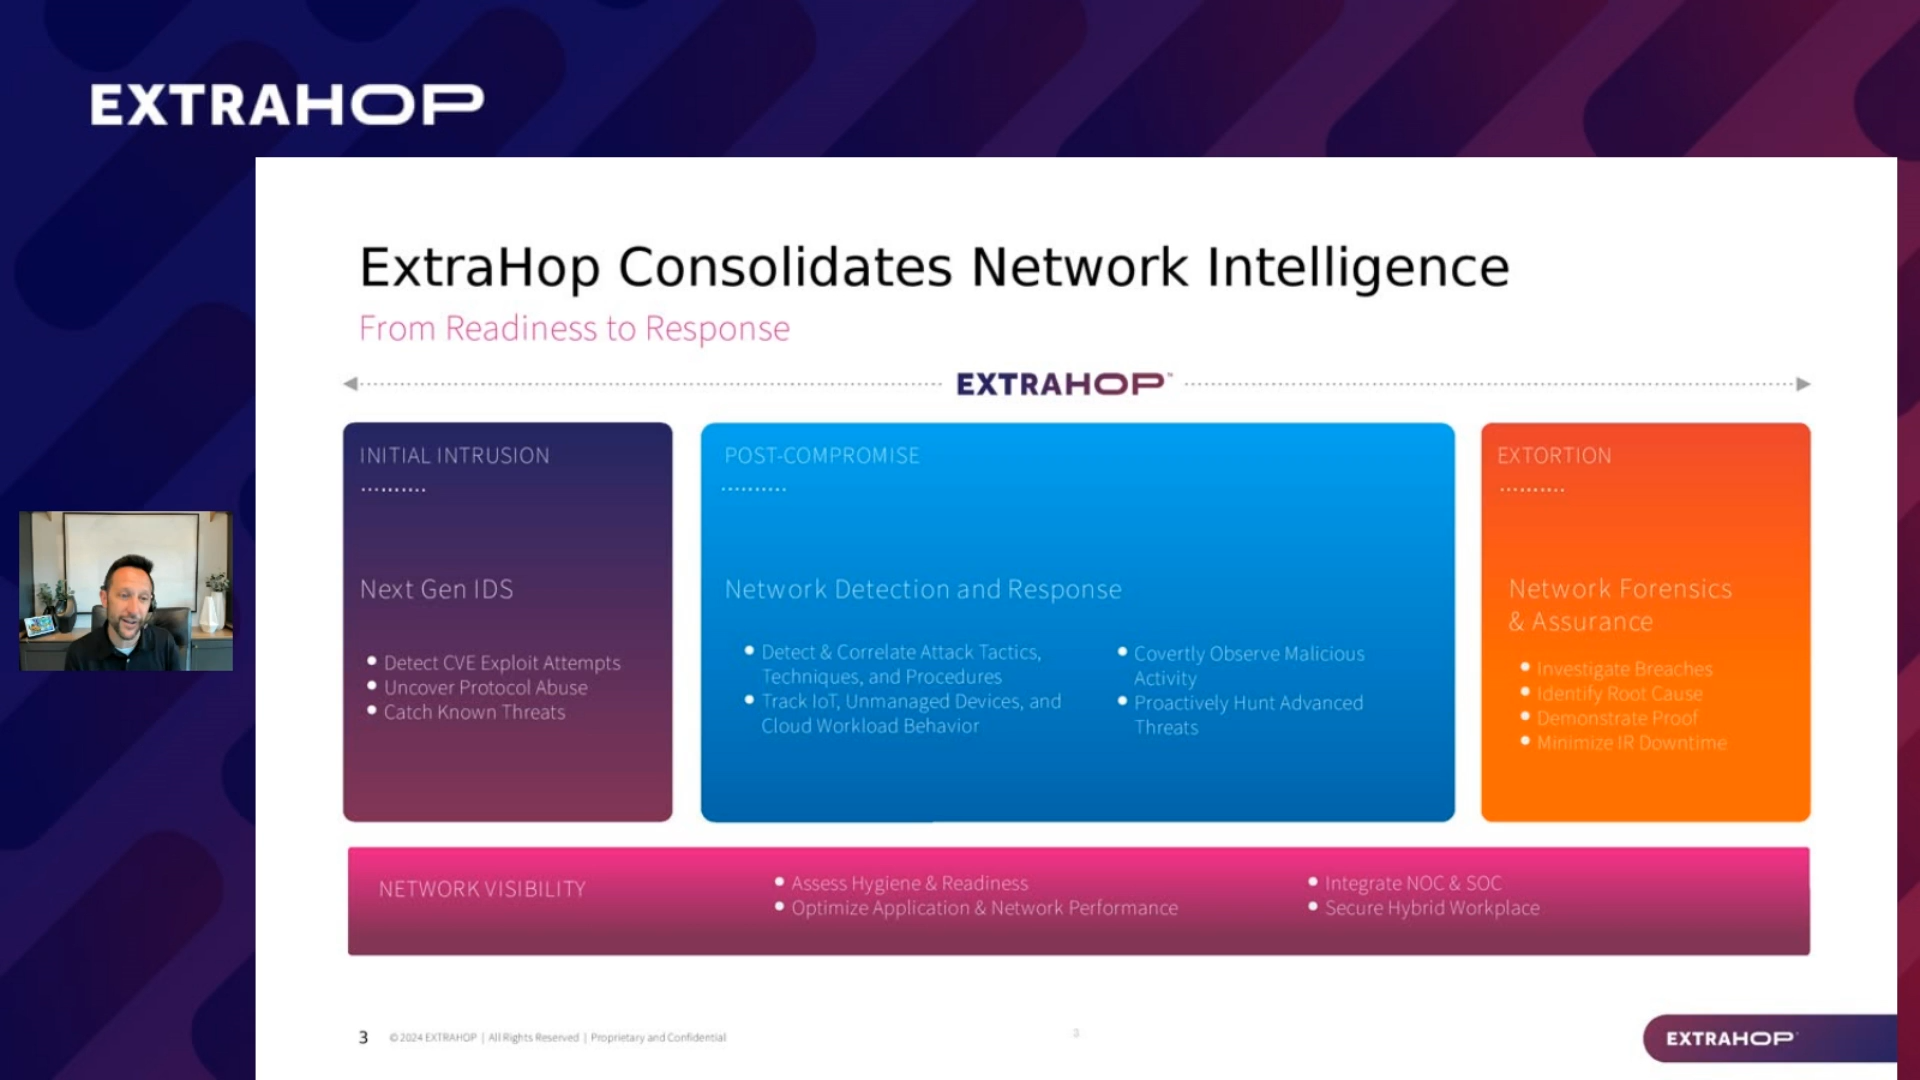 EXTRAHOP
ExtraHop Consolidates Network Intelligence
From Readiness to Response
EXTRAHOP™
INITIAL INTRUSION
Next Gen IDS
Detect CVE Exploit Attempts
Uncover Protocol Abuse
Catch Known Threats
POST-COMPROMISE
Network Detection and Response
Detect & Correlate Attack Tactics,
Techniques, and Procedures
Track IoT, Unmanaged Devices, and
Cloud Workload Behavior
Covertly Observe Malicious
Activity
Proactively Hunt Advanced
Threats
EXTORTION
Network Forensics
& Assurance
Investigate Breaches
Identify Root Cause
Demonstrate Proof
Minimize IR Downtime
NETWORK VISIBILITY
Assess Hygiene & Readiness
Optimize Application & Network Performance
Integrate NOC & SOC
Secure Hybrid Workplace
3 © 2024 EXTRAHOP | All Rights Reserved | Proprietary and Confidential
3
EXTRAHOP